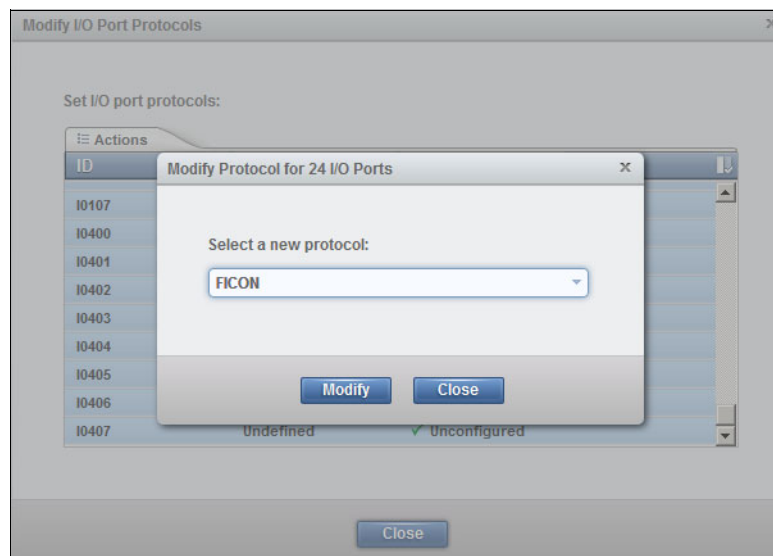 Modify I/O Port Protocols
x
Set I/O port protocols:
Actions
ID
Modify Protocol for 24 I/O Ports
x
I0107
I0400
Select a new protocol:
I0401
FICON
I0402
I0403
I0404
I0405
Modify Close
I0406
I0407 Undefined Unconfigured
Close